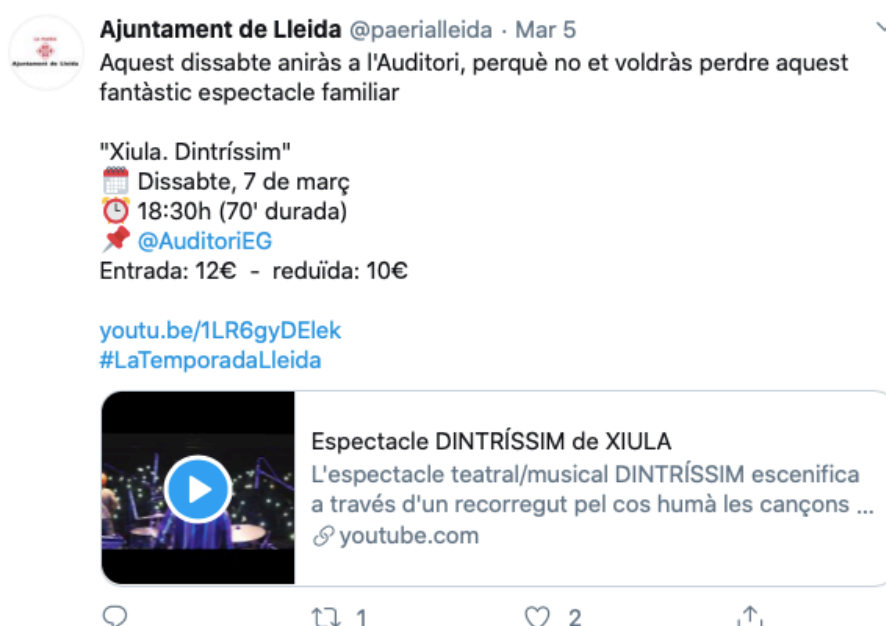 Ajuntament de Lleida @paerialleida · Mar 5
Aquest dissabte aniràs a l'Auditori, perquè no et voldràs perdre aquest
fantàstic espectacle familiar
"Xiula. Dintríssim"
Dissabte, 7 de març
18:30h (70' durada)
@AuditoriEG
Entrada: 12€ - reduïda: 10€
youtu.be/1LR6gyDElek
#LaTemporadaLleida
Espectacle DINTRÍSSIM de XIULA
L'espectacle teatral/musical DINTRÍSSIM escenifica
a través d'un recorregut pel cos humà les cançons ...
youtube.com
1 2